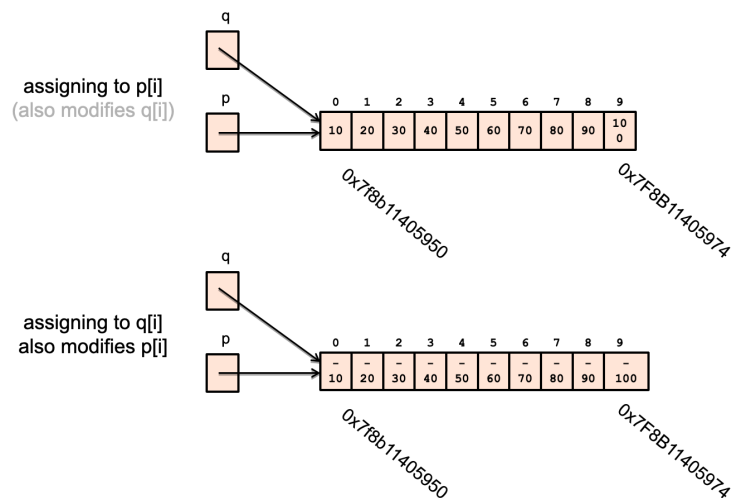 q
assigning to p[i]
(also modifies q[i])
p
0 1 2 3 4 5 6 7 8 9
10 20 30 40 50 60 70 80 90 10
0
0x7f8b11405950
0x7F8B11405974
q
assigning to q[i]
also modifies p[i]
p
0 1 2 3 4 5 6 7 8 9
- - - - - - - - - -
10 20 30 40 50 60 70 80 90 100
0x7f8b11405950
0x7F8B11405974